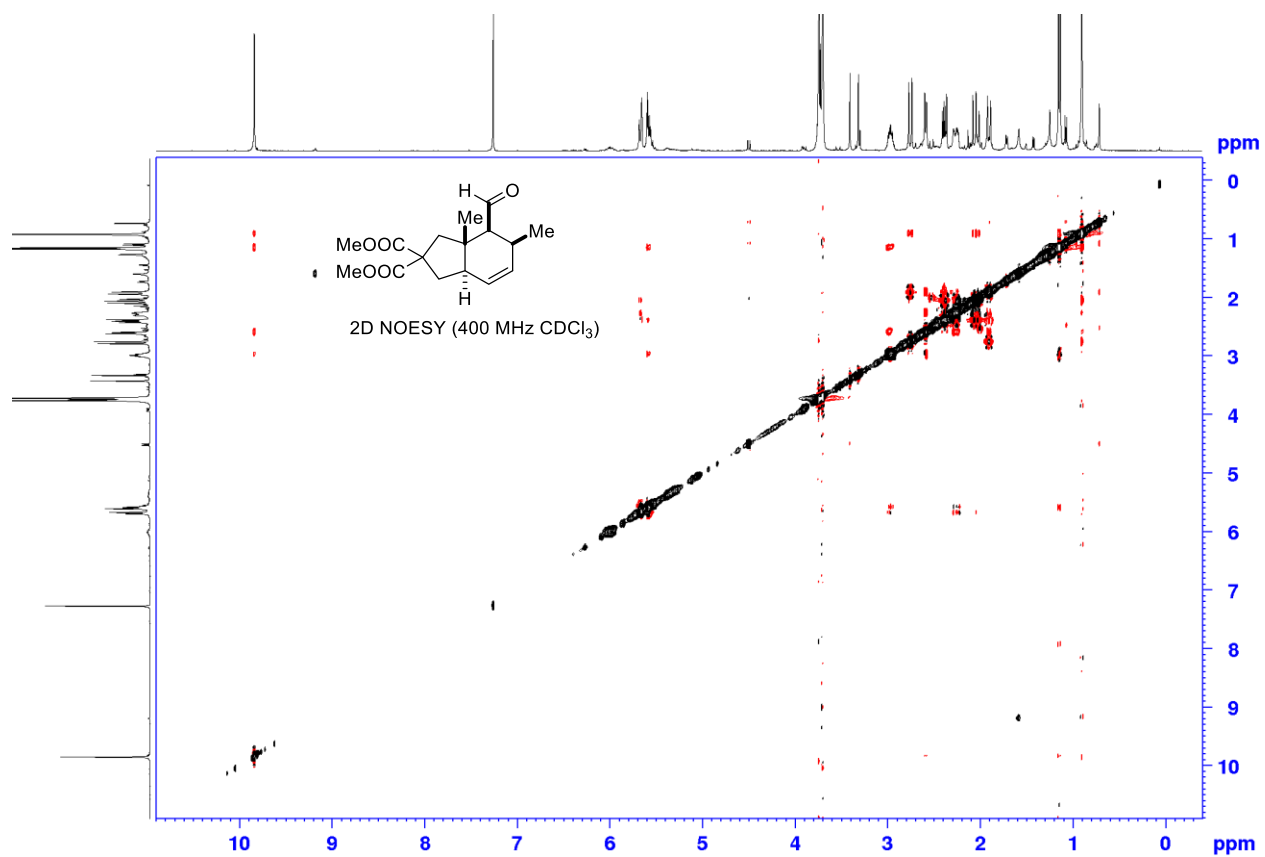 ppm
0
1
2
3
4
5
6
7
8
9
10
H
O
Me
Me
MeOOC
MeOOC
H
2D NOESY (400 MHz CDCl₃)
10 9 8 7 6 5 4 3 2 1 0 ppm